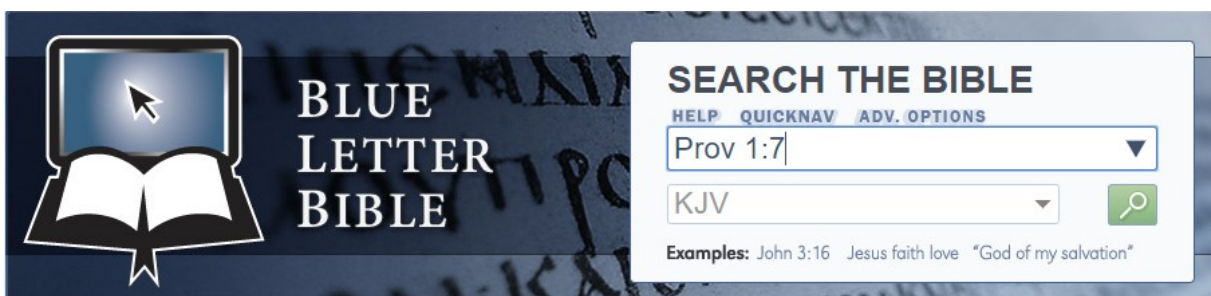 BLUE
LETTER
BIBLE
SEARCH THE BIBLE
HELP QUICKNAV ADV. OPTIONS
Prov 1:7
KJV
Examples: John 3:16 Jesus faith love "God of my salvation"